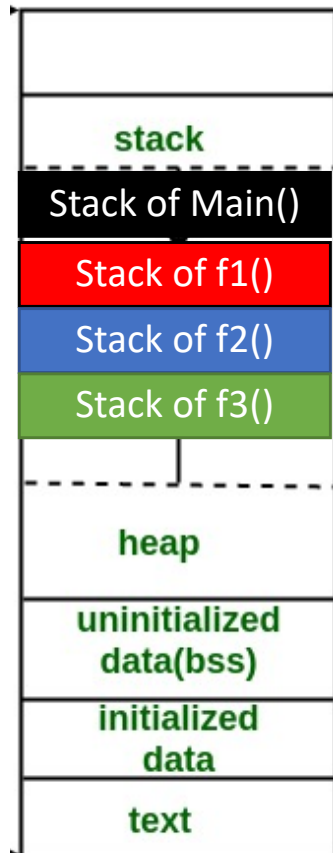 stack
Stack of Main()
Stack of f1()
Stack of f2()
Stack of f3()
heap
uninitialized
data(bss)
initialized
data
text